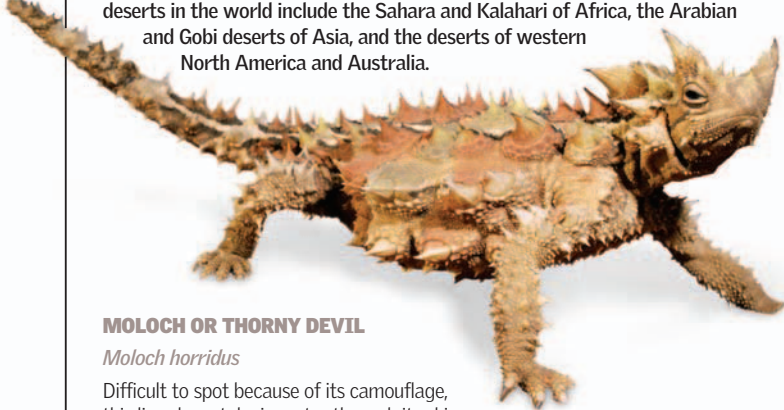 deserts in the world include the Sahara and Kalahari of Africa, the Arabian
and Gobi deserts of Asia, and the deserts of western
North America and Australia.
MOLOCH OR THORNY DEVIL
Moloch horridus
Difficult to spot because of its camouflage,